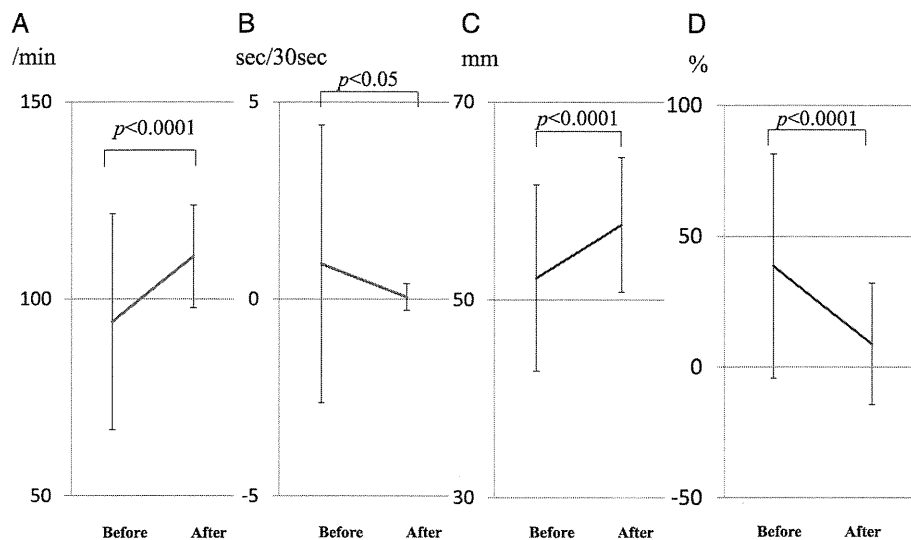 A
/min
150
p<0.0001
100
50
Before After
B
sec/30sec
5
p<0.05
0
-5
Before After
C
mm
70
p<0.0001
50
30
Before After
D
%
100
p<0.0001
50
0
-50
Before After